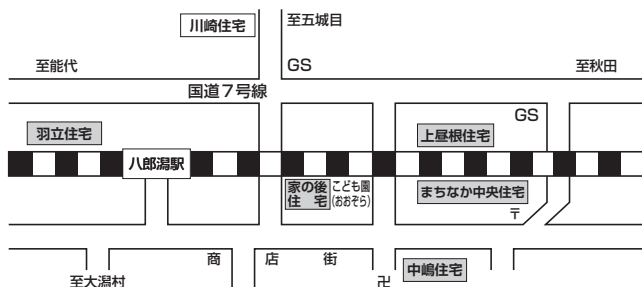 川崎住宅
至五城目
至能代
GS
至秋田
国道7号線
GS
羽立住宅
上昼根住宅
八郎潟駅
家の後
住　宅
こども園
(おおぞら)
まちなか中央住宅
〒
商　店　街
中嶋住宅
至大潟村
卍